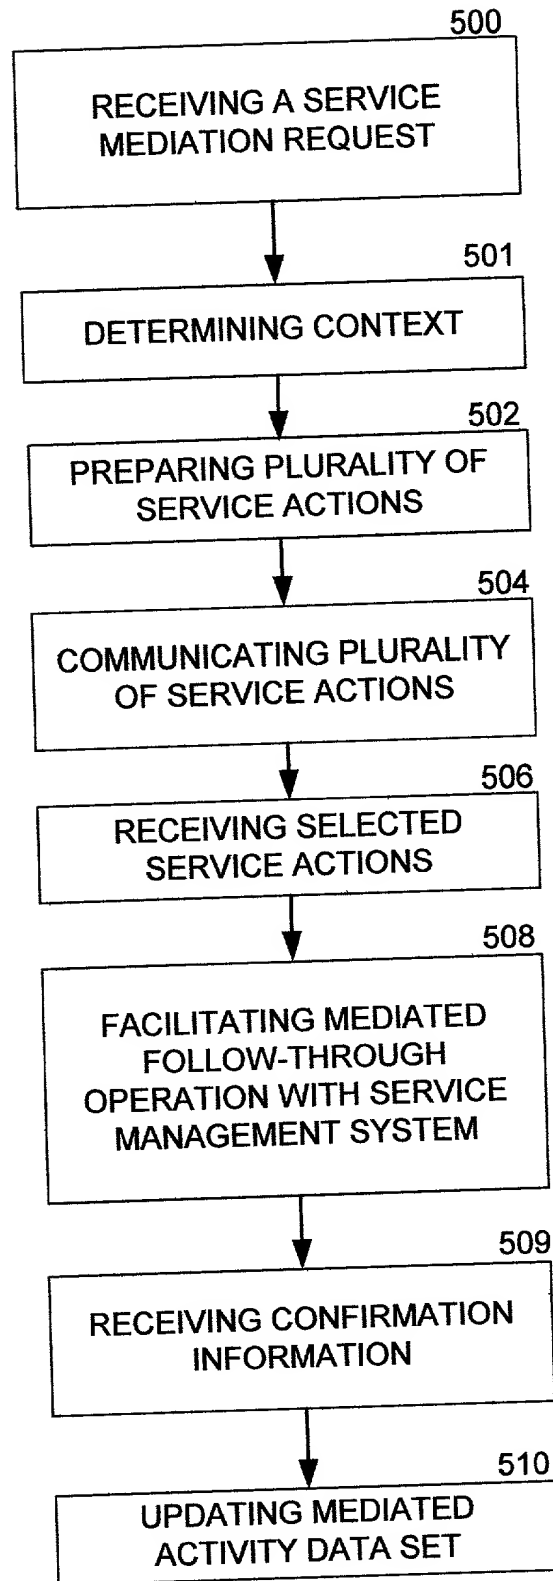 500
RECEIVING A SERVICE
MEDIATION REQUEST
501
DETERMINING CONTEXT
502
PREPARING PLURALITY OF
SERVICE ACTIONS
504
COMMUNICATING PLURALITY
OF SERVICE ACTIONS
506
RECEIVING SELECTED
SERVICE ACTIONS
508
FACILITATING MEDIATED
FOLLOW-THROUGH
OPERATION WITH SERVICE
MANAGEMENT SYSTEM
509
RECEIVING CONFIRMATION
INFORMATION
510
UPDATING MEDIATED
ACTIVITY DATA SET